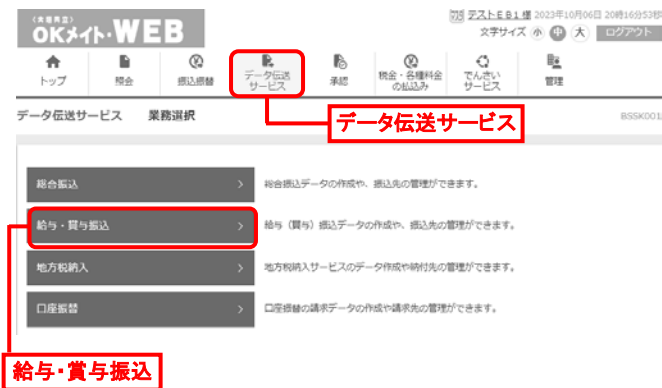 〈大垣共立〉
OKメイト・WEB
テストEB1 様 2023年10月06日 20時16分53秒
文字サイズ 小 中 大 ログアウト
トップ
照会
振込振替
データ伝送
サービス
承認
税金・各種料金
の払込み
でんさい
サービス
管理
データ伝送サービス 業務選択
データ伝送サービス
BSSK001
総合振込
総合振込データの作成や、振込先の管理ができます。
給与・賞与振込
給与（賞与）振込データの作成や、振込先の管理ができます。
地方税納入
地方税納入サービスのデータ作成や納付先の管理ができます。
口座振替
口座振替の請求データの作成や請求先の管理ができます。
給与・賞与振込